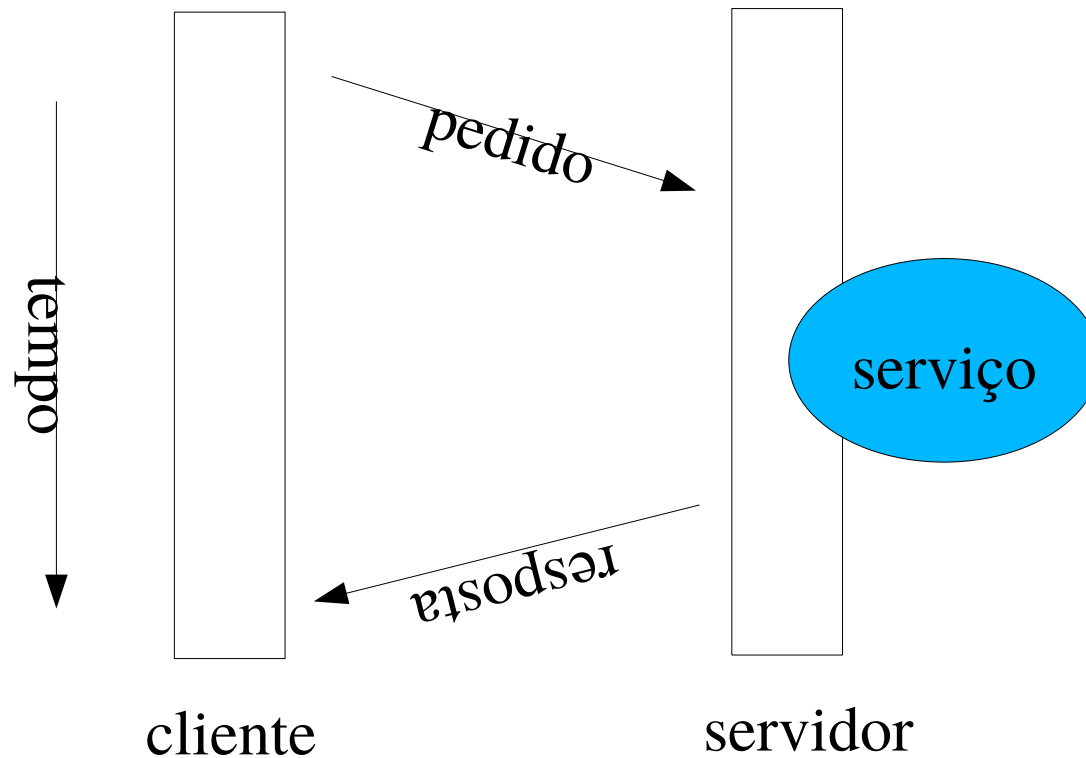 pedido
tempo
serviço
resposta
cliente
servidor